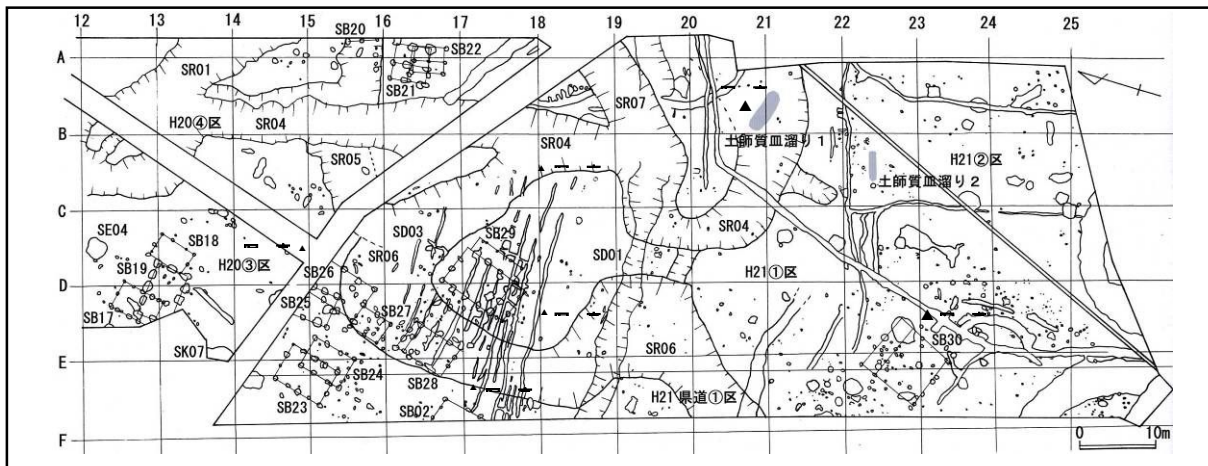 12 13 14 15 16 17 18 19 20 21 22 23 24 25
SB20
A
SB22
SR01
SB21
SR07
H20④区
SR04
B
SR04
土師質皿溜り1
H21②区
SR05
土師質皿溜り2
C
SE04
SB18
SD03
SB29
SR04
SB19
H20③区
SB26
SR06
SD01
H21①区
D
SB25
SB27
SB17
SB30
SK07
SR06
E
SB24
SB28
H21 県道①区
SB23
SB02
F
0 10m